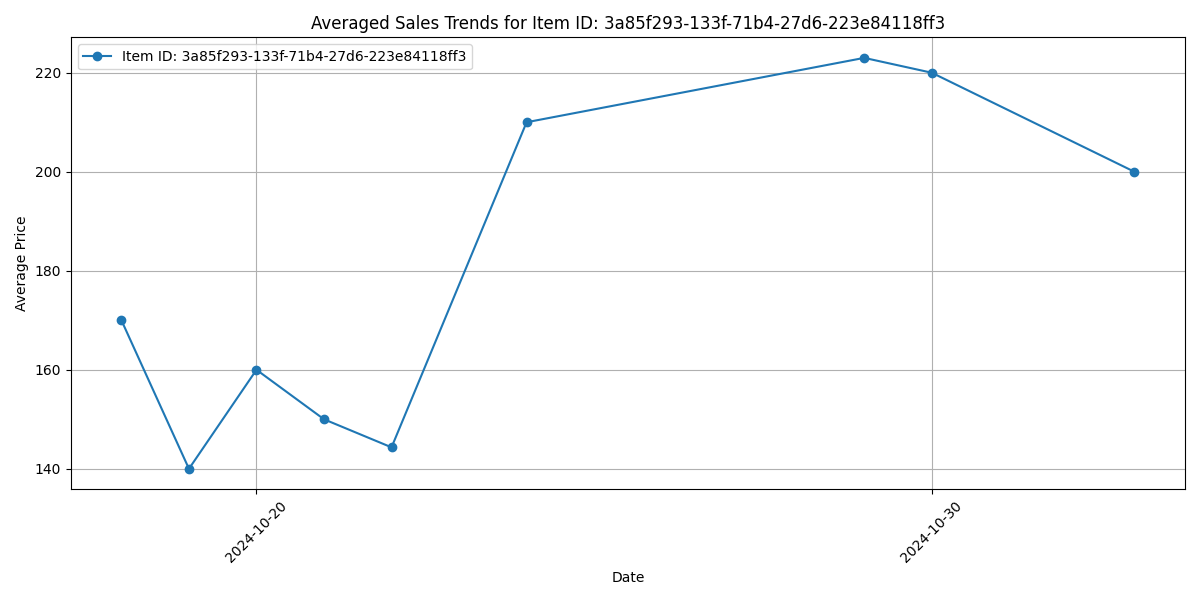 Averaged Sales Trends for Item ID: 3a85f293-133f-71b4-27d6-223e84118ff3
Item ID: 3a85f293-133f-71b4-27d6-223e84118ff3
Average Price
220
200
180
160
140
2024-10-20
2024-10-30
Date